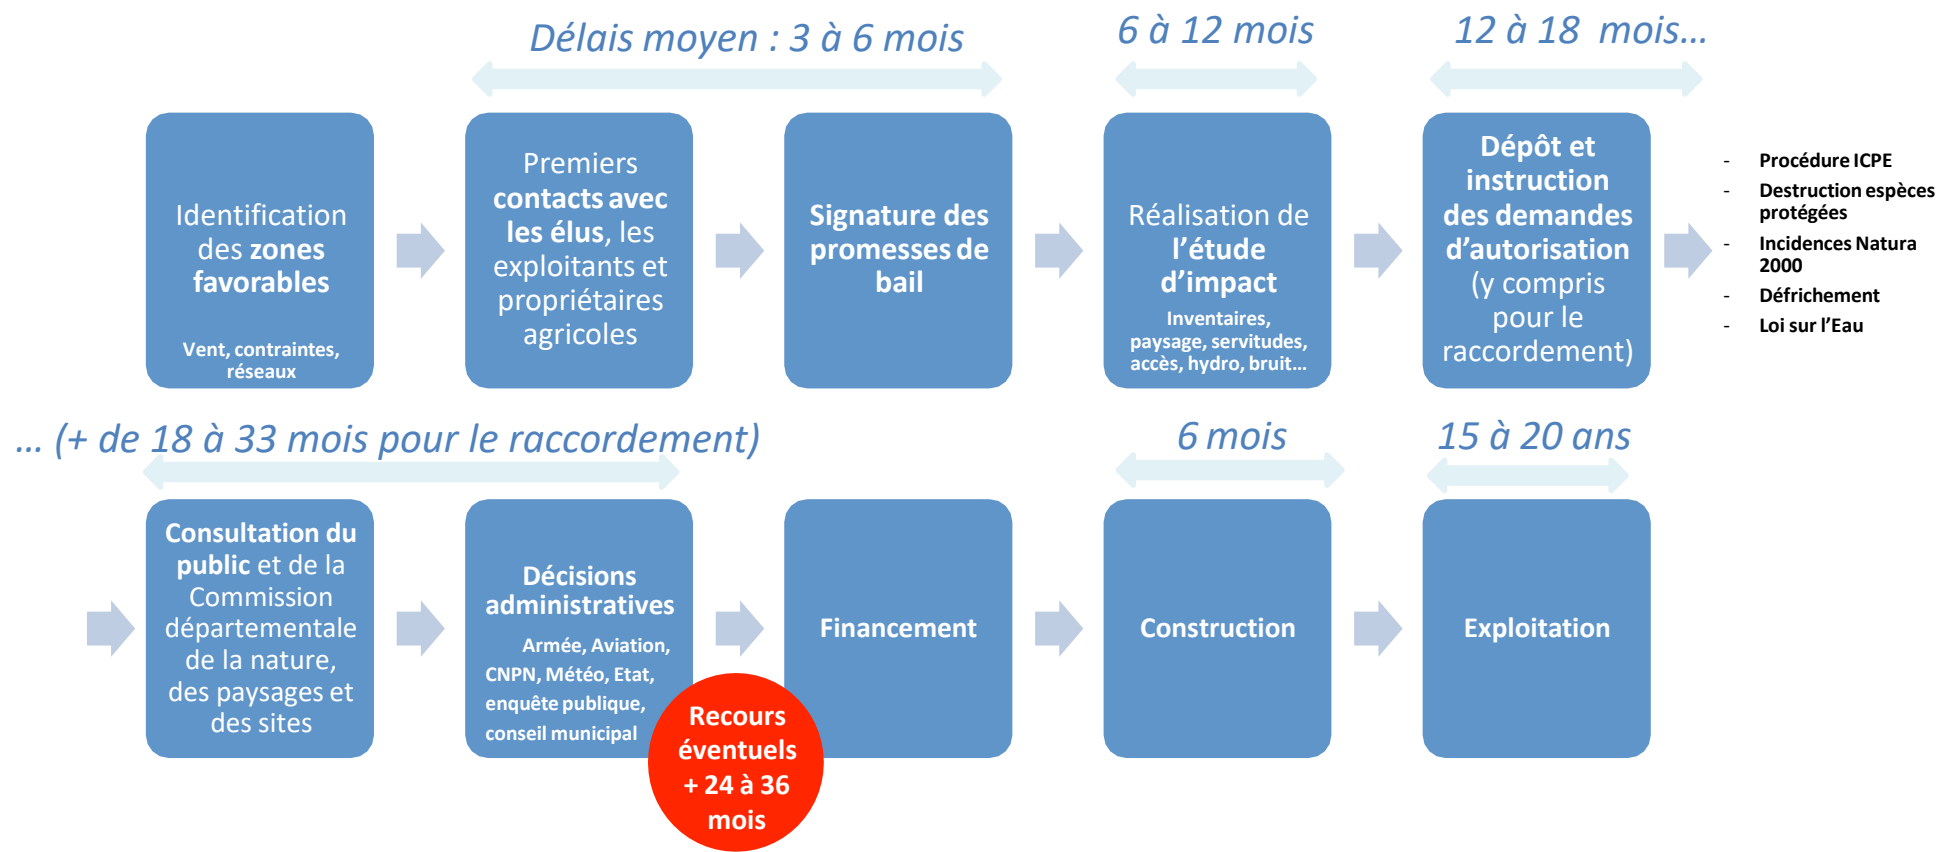 Délais moyen : 3 à 6 mois
6 à 12 mois
12 à 18 mois...
Identification
des zones
favorables
Vent, contraintes,
réseaux
Premiers
contacts avec
les élus, les
exploitants et
propriétaires
agricoles
Signature des
promesses de
bail
Réalisation de
l’étude
d’impact
Inventaires,
paysage, servitudes,
accès, hydro, bruit...
Dépôt et
instruction
des demandes
d’autorisation
(y compris
pour le
raccordement)
- Procédure ICPE
- Destruction espèces
protégées
- Incidences Natura
2000
- Défrichement
- Loi sur l’Eau
... (+ de 18 à 33 mois pour le raccordement)
6 mois
15 à 20 ans
Consultation du
public et de la
Commission
départementale
de la nature,
des paysages et
des sites
Décisions
administratives
Armée, Aviation,
CNPN, Météo, Etat,
enquête publique,
conseil municipal
Recours
éventuels
+ 24 à 36
mois
Financement
Construction
Exploitation